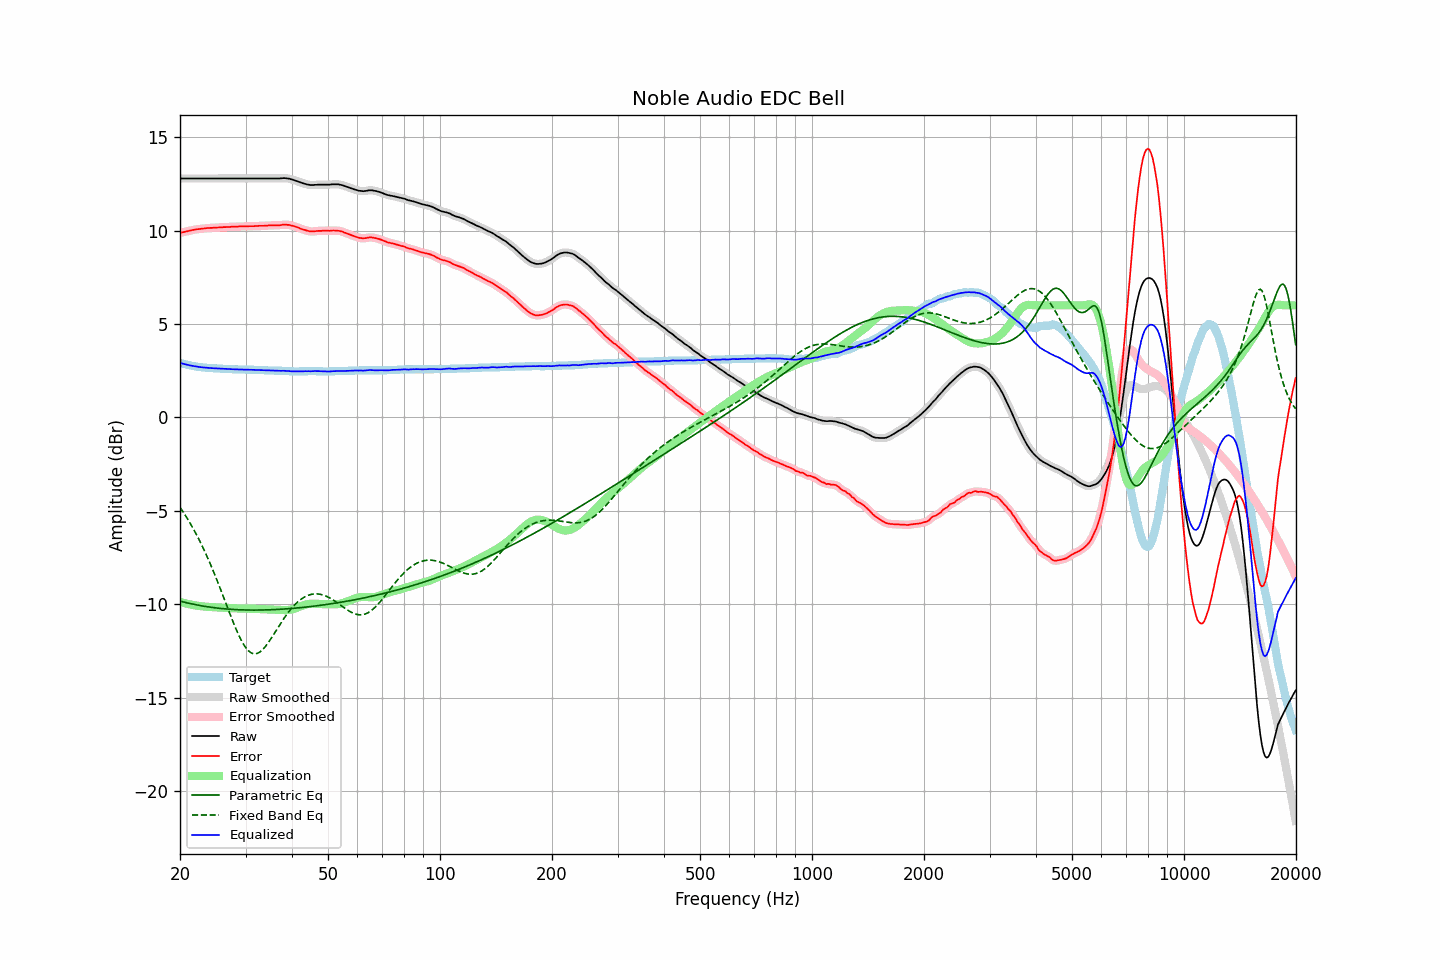 Noble Audio EDC Bell
Amplitude (dBr)
15
10
5
0
−5
−10
−15
−20
Target
Raw Smoothed
Error Smoothed
Raw
Error
Equalization
Parametric Eq
Fixed Band Eq
Equalized
20 50 100 200 500 1000 2000 5000 10000 20000
Frequency (Hz)